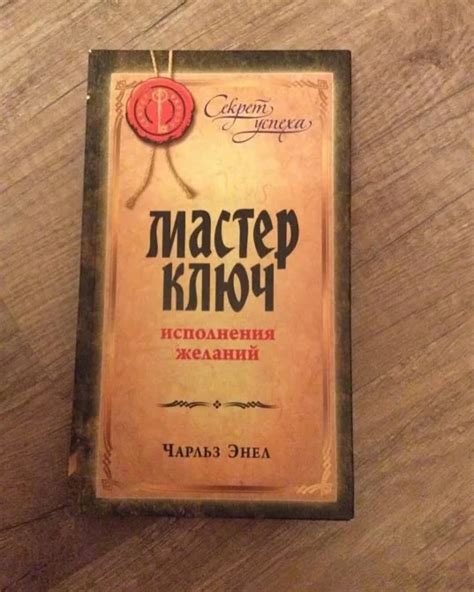 Секрет
успеха
МАСТЕР
КЛЮЧ
исполнения
желаний
Чарльз Энел